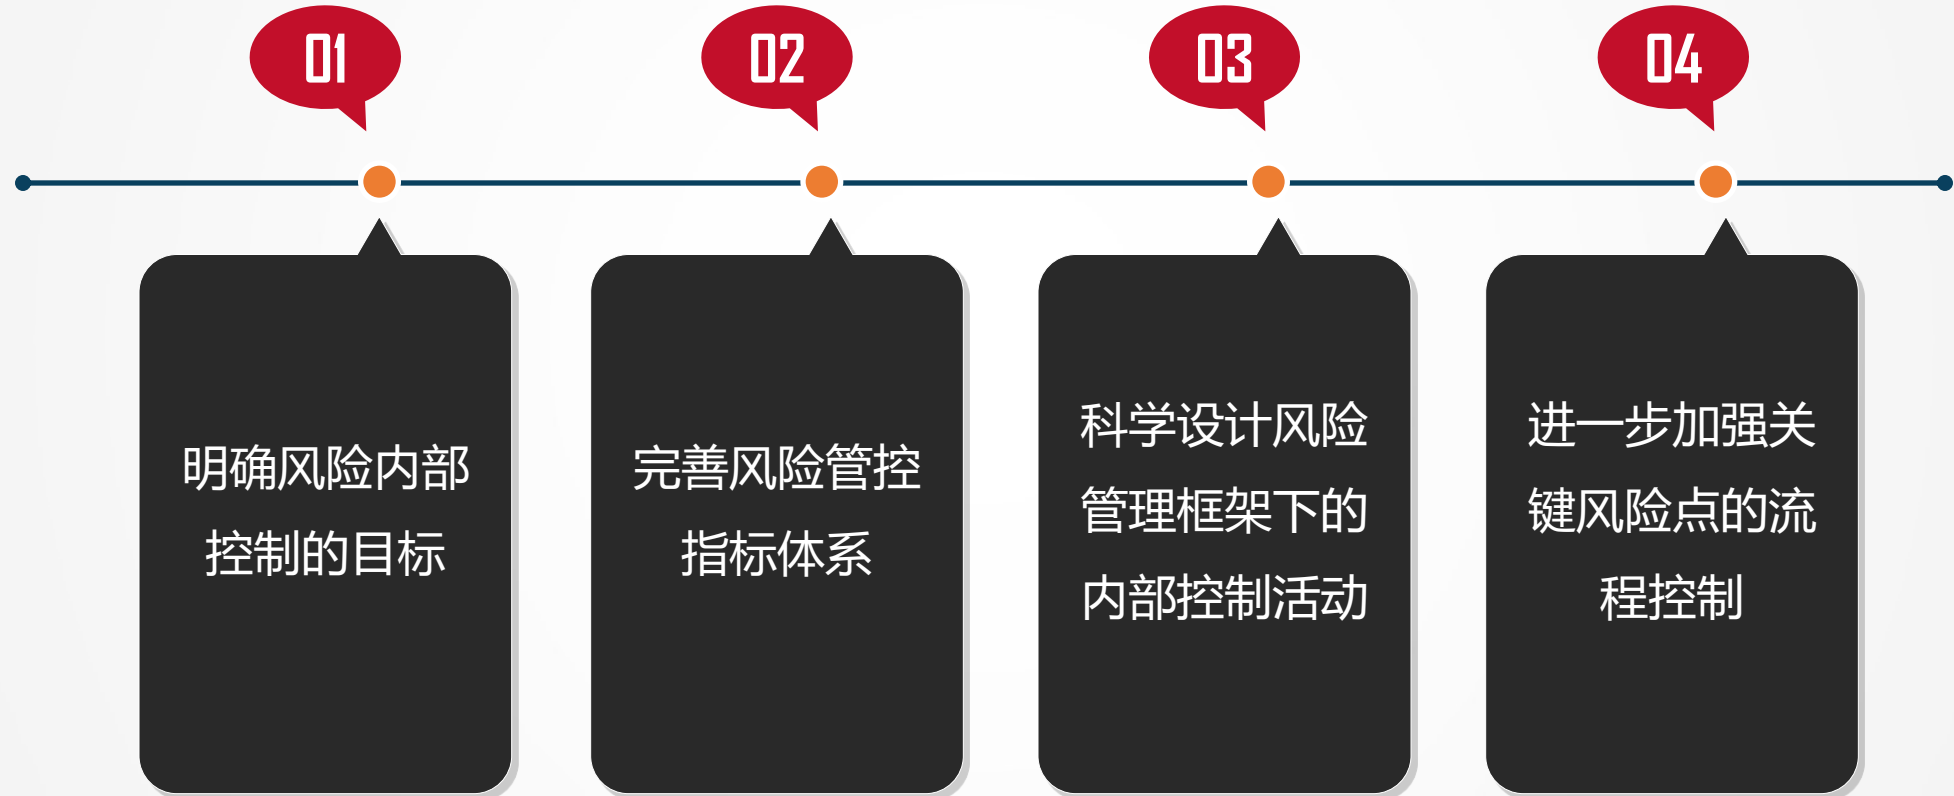 01
02
03
04
明确风险内部
控制的目标
完善风险管控
指标体系
科学设计风险
管理框架下的
内部控制活动
进一步加强关
键风险点的流
程控制